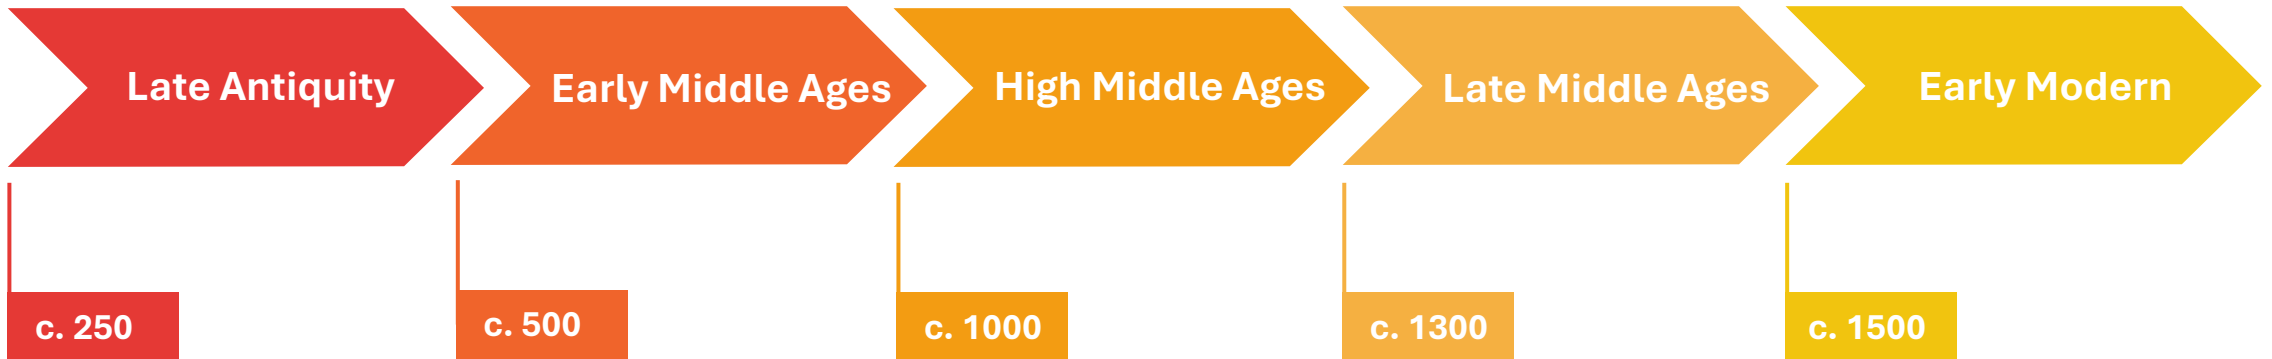 Late Antiquity
Early Middle Ages
High Middle Ages
Late Middle Ages
Early Modern
c. 250
c. 500
c. 1000
c. 1300
c. 1500